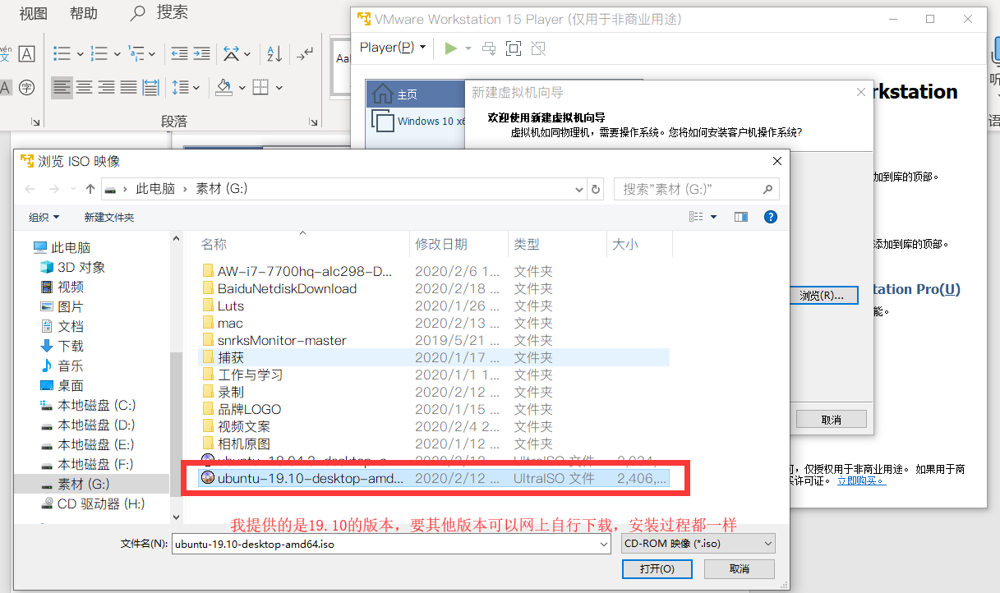 视图
帮助
搜索
段落
VMware Workstation 15 Player (仅用于非商业用途)
Player(P)
主页
Windows 10 x6
rkstation
加到库的顶部。
添加到库的顶部。
tation Pro(U)
能。
可，仅授权用于非商业用途。 如果用于商
买许可证。 立即购买。
新建虚拟机向导
欢迎使用新建虚拟机向导
虚拟机如同物理机，需要操作系统。您将如何安装客户机操作系统?
浏览(R)...
取消
浏览 ISO 映像
此电脑 › 素材 (G:)
搜索"素材 (G:)"
组织
新建文件夹
此电脑
3D 对象
视频
图片
文档
下载
音乐
桌面
本地磁盘 (C:)
本地磁盘 (D:)
本地磁盘 (E:)
本地磁盘 (F:)
素材 (G:)
CD 驱动器 (H:)
名称 修改日期 类型 大小
AW-i7-7700hq-alc298-D... 2020/2/6 1... 文件夹
BaiduNetdiskDownload 2020/2/18 ... 文件夹
Luts 2020/1/26 ... 文件夹
mac 2020/2/13 ... 文件夹
snrksMonitor-master 2019/5/21 ... 文件夹
捕获 2020/1/17 ... 文件夹
工作与学习 2020/1/1 1... 文件夹
录制 2020/2/12 ... 文件夹
品牌LOGO 2020/1/15 ... 文件夹
视频文案 2020/2/4 2... 文件夹
相机原图 2020/1/12 ... 文件夹
ubuntu-19.10-desktop-amd... 2020/2/12 ... UltraISO 文件 2,406,...
我提供的是19.10的版本，要其他版本可以网上自行下载，安装过程都一样
文件名(N): ubuntu-19.10-desktop-amd64.iso
CD-ROM 映像 (*.iso)
打开(O)
取消